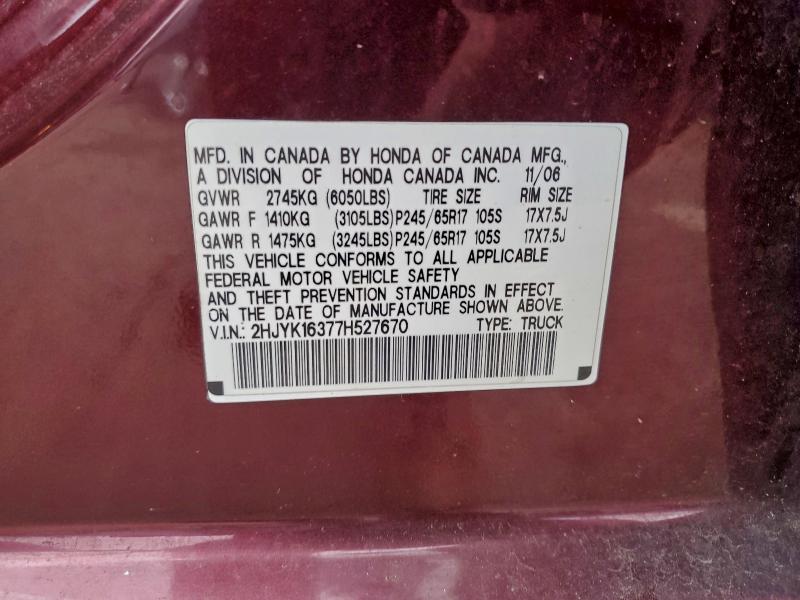 MFD. IN CANADA BY HONDA OF CANADA MFG.,
A DIVISION OF HONDA CANADA INC. 11/06
GVWR 2745KG (6050LBS) TIRE SIZE RIM SIZE
GAWR F 1410KG (3105LBS) P245/65R17 105S 17X7.5J
GAWR R 1475KG (3245LBS) P245/65R17 105S 17X7.5J
THIS VEHICLE CONFORMS TO ALL APPLICABLE
FEDERAL MOTOR VEHICLE SAFETY
AND THEFT PREVENTION STANDARDS IN EFFECT
ON THE DATE OF MANUFACTURE SHOWN ABOVE.
V.I.N.: 2HJYK16377H527670 TYPE: TRUCK